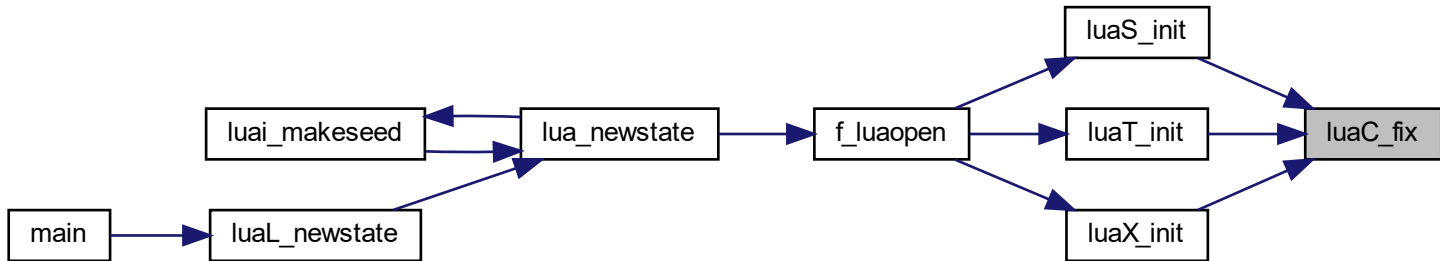 luaS_init
luai_makeseed
lua_newstate
f_luaopen
luaT_init
luaC_fix
main
luaL_newstate
luaX_init